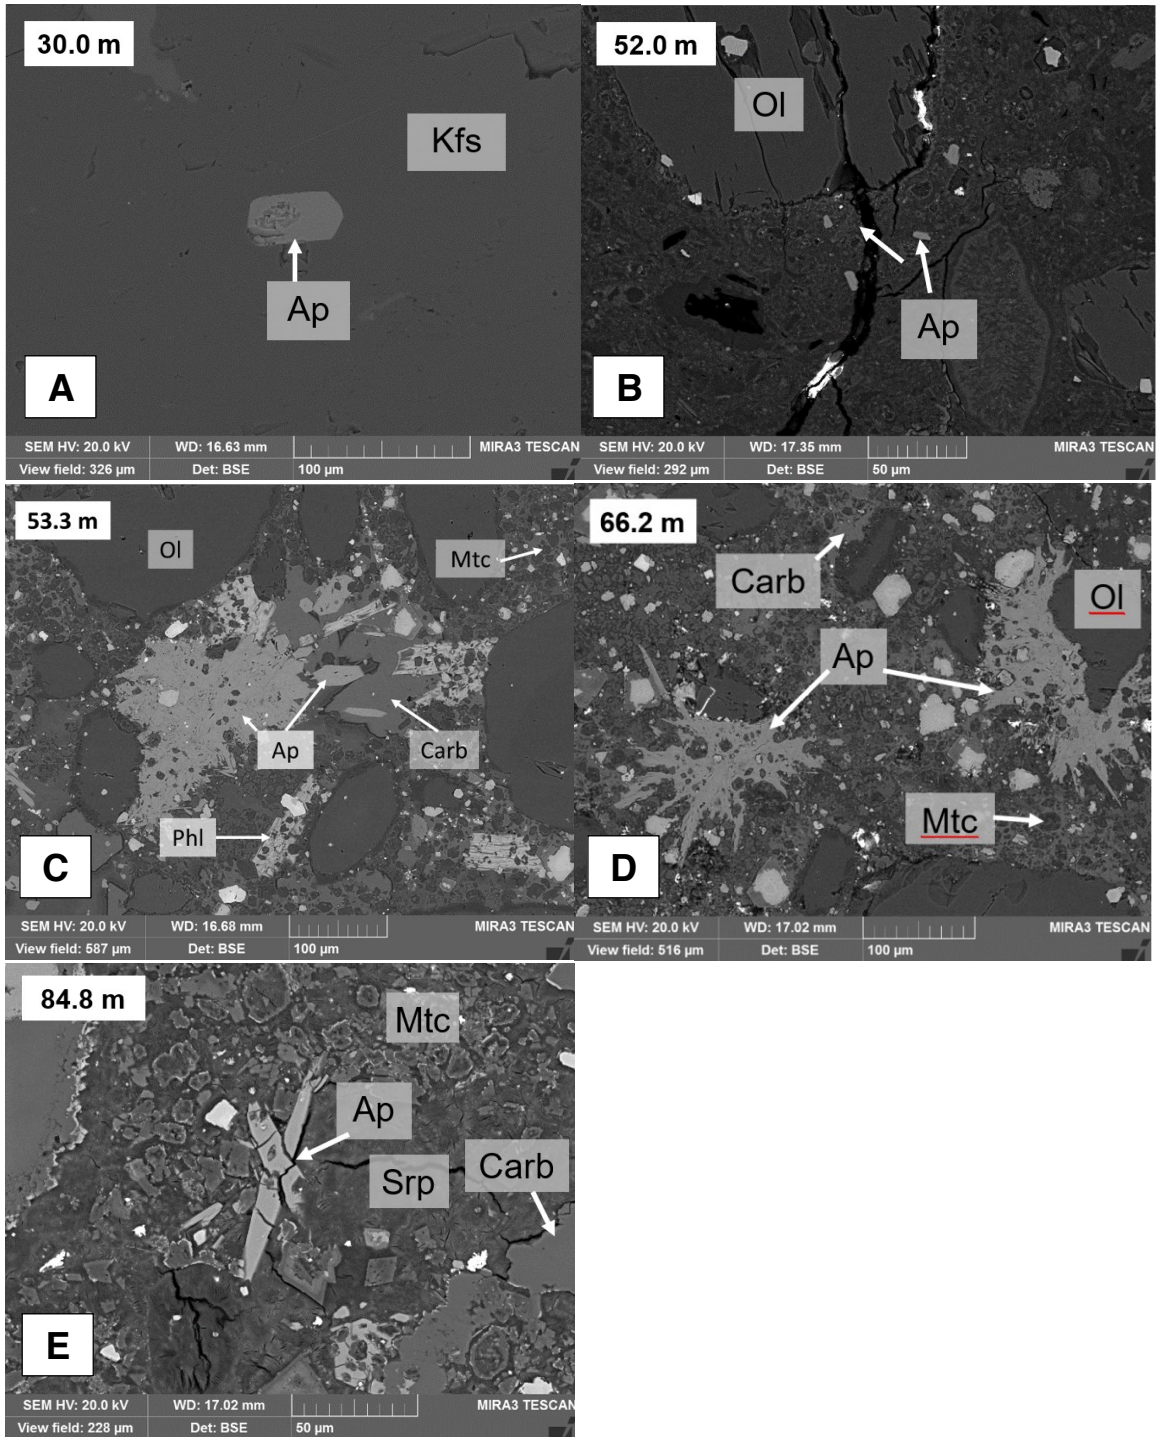 30.0 m
Kfs
Ap
A
SEM HV: 20.0 kV WD: 16.63 mm MIRA3 TESCAN
View field: 326 µm Det: BSE 100 µm
52.0 m
Ol
Ap
B
SEM HV: 20.0 kV WD: 17.35 mm MIRA3 TESCAN
View field: 292 µm Det: BSE 50 µm
53.3 m
Ol
Mtc
Ap
Carb
Phl
C
SEM HV: 20.0 kV WD: 16.68 mm MIRA3 TESCAN
View field: 587 µm Det: BSE 100 µm
66.2 m
Carb
Ol
Ap
Mtc
D
SEM HV: 20.0 kV WD: 17.02 mm MIRA3 TESCAN
View field: 516 µm Det: BSE 100 µm
84.8 m
Mtc
Ap
Carb
Srp
E
SEM HV: 20.0 kV WD: 17.02 mm MIRA3 TESCAN
View field: 228 µm Det: BSE 50 µm